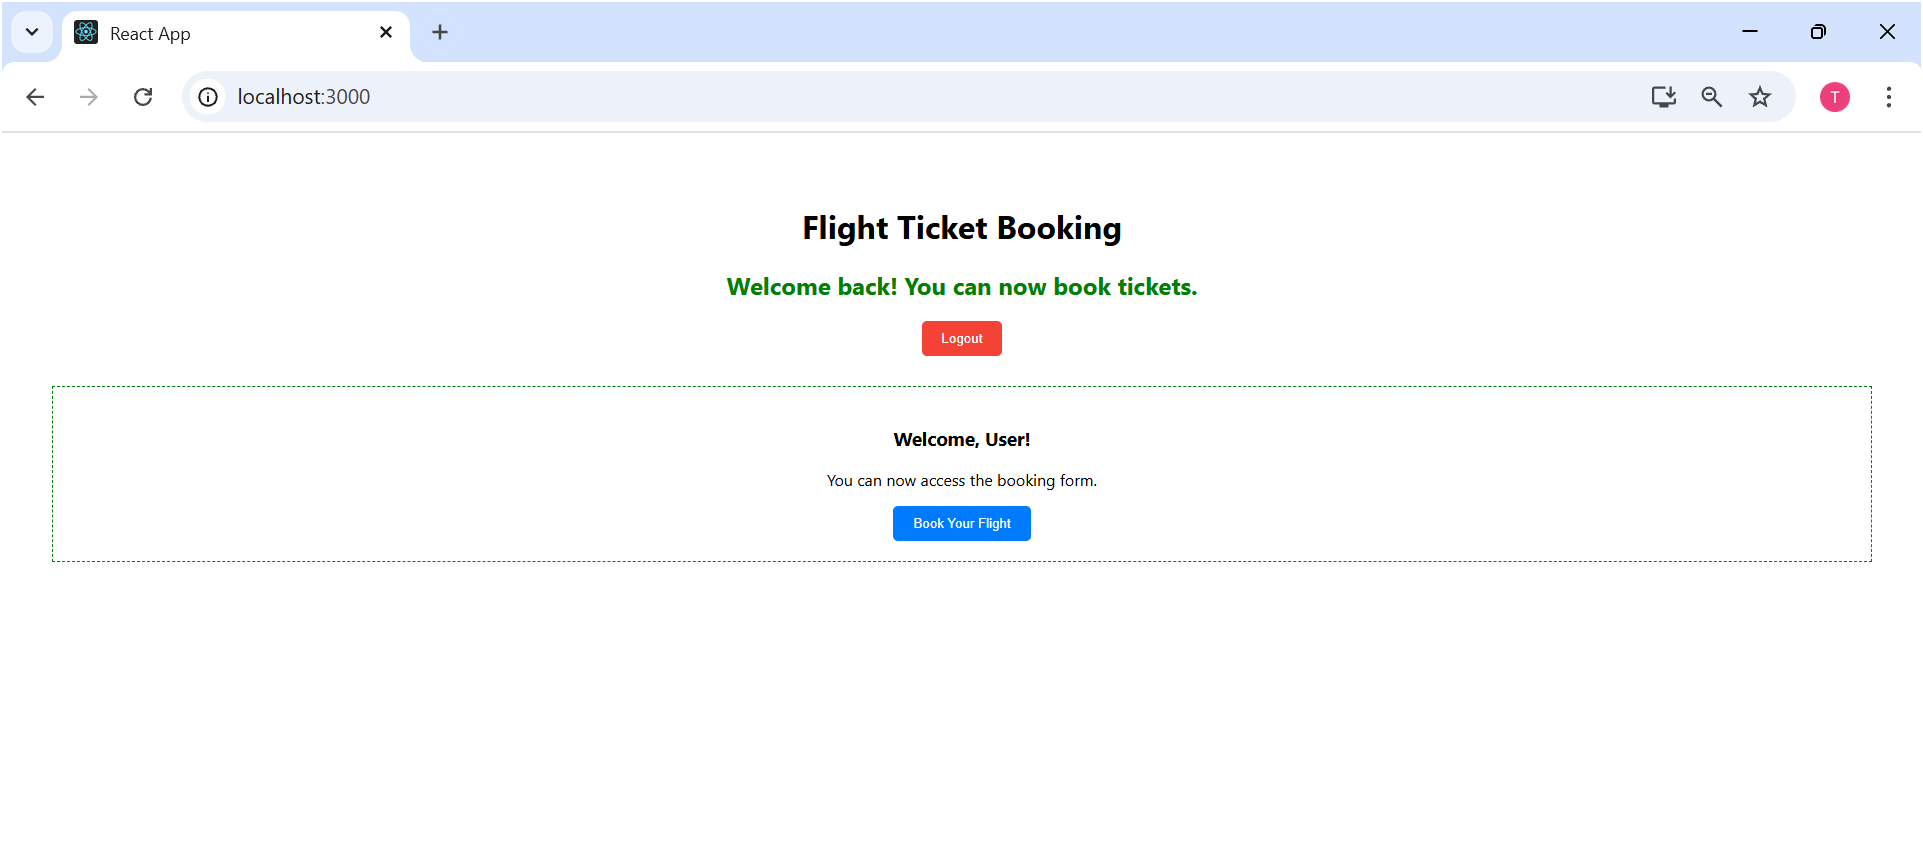 React App
localhost:3000
T
Flight Ticket Booking
Welcome back! You can now book tickets.
Logout
Welcome, User!
You can now access the booking form.
Book Your Flight